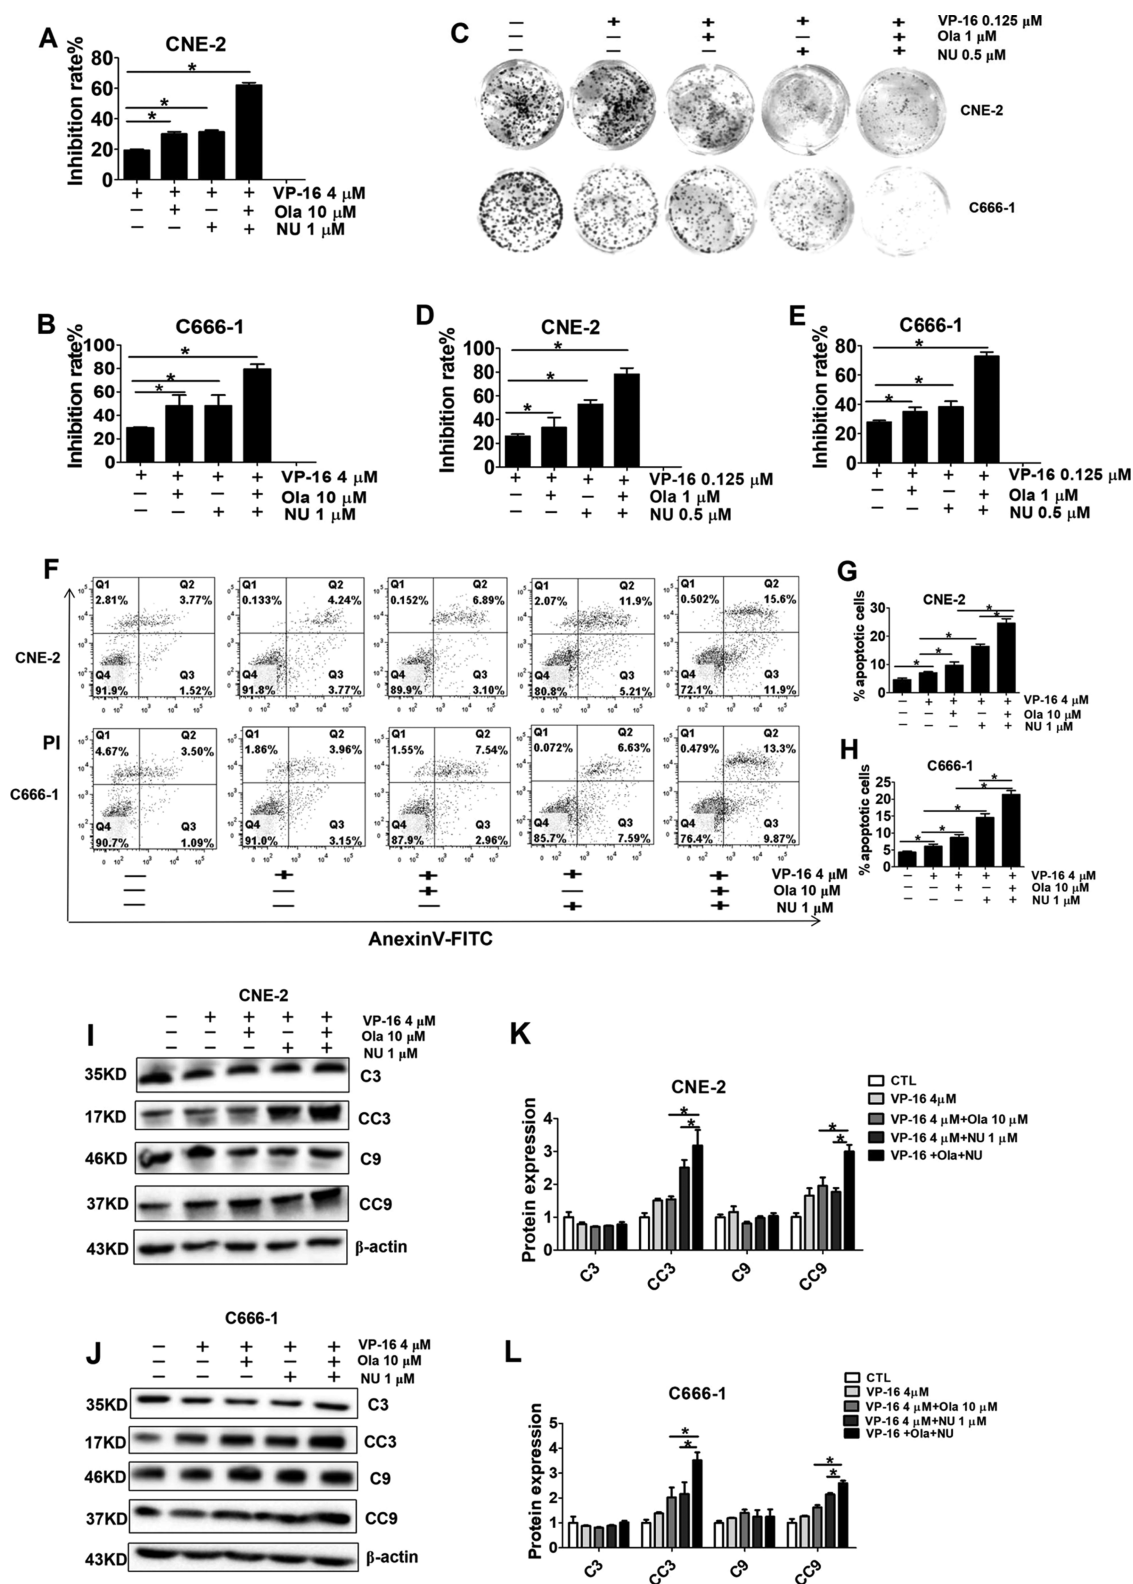 A
CNE-2
Inhibition rate%
80
60
40
20
0
* * *
+ + + + VP-16 4 μM
− + − + Ola 10 μM
− − + + NU 1 μM
C
− + + + + VP-16 0.125 μM
− − + − + Ola 1 μM
− − − + + NU 0.5 μM
CNE-2
C666-1
B
C666-1
Inhibition rate%
100
80
60
40
20
0
* * *
+ + + + VP-16 4 μM
− + − + Ola 10 μM
− − + + NU 1 μM
D
CNE-2
Inhibition rate%
100
80
60
40
20
0
* * *
+ + + + VP-16 0.125 μM
− + − + Ola 1 μM
− − + + NU 0.5 μM
E
C666-1
Inhibition rate%
80
60
40
20
0
* * *
+ + + + VP-16 0.125 μM
− + − + Ola 1 μM
− − + + NU 0.5 μM
F
CNE-2
Q1 Q2 Q1 Q2 Q1 Q2 Q1 Q2 Q1 Q2
2.81% 3.77% 0.133% 4.24% 0.152% 6.89% 2.07% 11.9% 0.502% 15.6%
Q4 Q3 Q4 Q3 Q4 Q3 Q4 Q3 Q4 Q3
91.9% 1.52% 91.8% 3.77% 89.9% 3.10% 80.8% 5.21% 72.1% 11.9%
PI
C666-1
Q1 Q2 Q1 Q2 Q1 Q2 Q1 Q2 Q1 Q2
4.67% 3.50% 1.86% 3.96% 1.55% 7.54% 0.072% 6.63% 0.479% 13.3%
Q4 Q3 Q4 Q3 Q4 Q3 Q4 Q3 Q4 Q3
90.7% 1.09% 91.0% 3.15% 87.9% 2.96% 85.7% 7.59% 76.4% 9.87%
− + + + + VP-16 4 μM
− − + − + Ola 10 μM
− − − + + NU 1 μM
AnexinV-FITC
G
CNE-2
% apoptotic cells
30
20
10
0
* * * * *
− + + + + VP-16 4 μM
− − + − + Ola 10 μM
− − − + + NU 1 μM
H
C666-1
% apoptotic cells
25
20
15
10
5
0
* * * * *
− + + + + VP-16 4 μM
− − + − + Ola 10 μM
− − − + + NU 1 μM
I
CNE-2
− + + + + VP-16 4 μM
− − + − + Ola 10 μM
− − − + + NU 1 μM
35KD C3
17KD CC3
46KD C9
37KD CC9
43KD β-actin
K
CNE-2
Protein expression
4
3
2
1
0
* * * *
C3 CC3 C9 CC9
CTL
VP-16 4μM
VP-16 4 μM+Ola 10 μM
VP-16 4 μM+NU 1 μM
VP-16 +Ola+NU
J
C666-1
− + + + + VP-16 4 μM
− − + − + Ola 10 μM
− − − + + NU 1 μM
35KD C3
17KD CC3
46KD C9
37KD CC9
43KD β-actin
L
C666-1
Protein expression
5
4
3
2
1
0
* * * *
C3 CC3 C9 CC9
CTL
VP-16 4μM
VP-16 4 μM+Ola 10 μM
VP-16 4 μM+NU 1 μM
VP-16 +Ola+NU